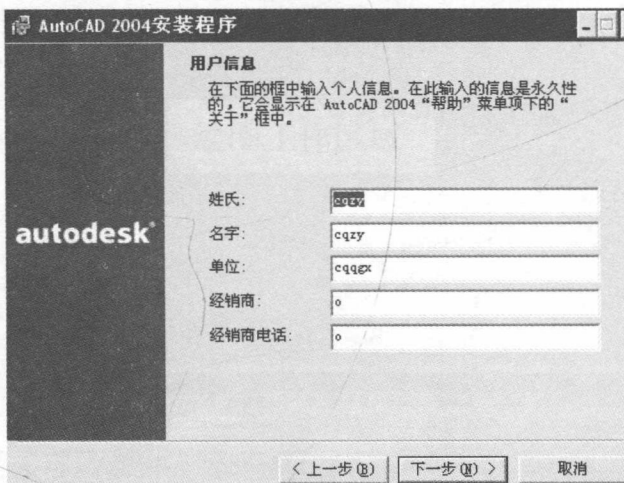 AutoCAD 2004安装程序
用户信息
在下面的框中输入个人信息。在此输入的信息是永久性
的，它会显示在 AutoCAD 2004 “帮助” 菜单项下的 “
关于” 框中。
姓氏: cqzy
名字: cqzy
单位: cqqgx
经销商: o
经销商电话: o
autodesk®
< 上一步(B)
下一步(N) >
取消